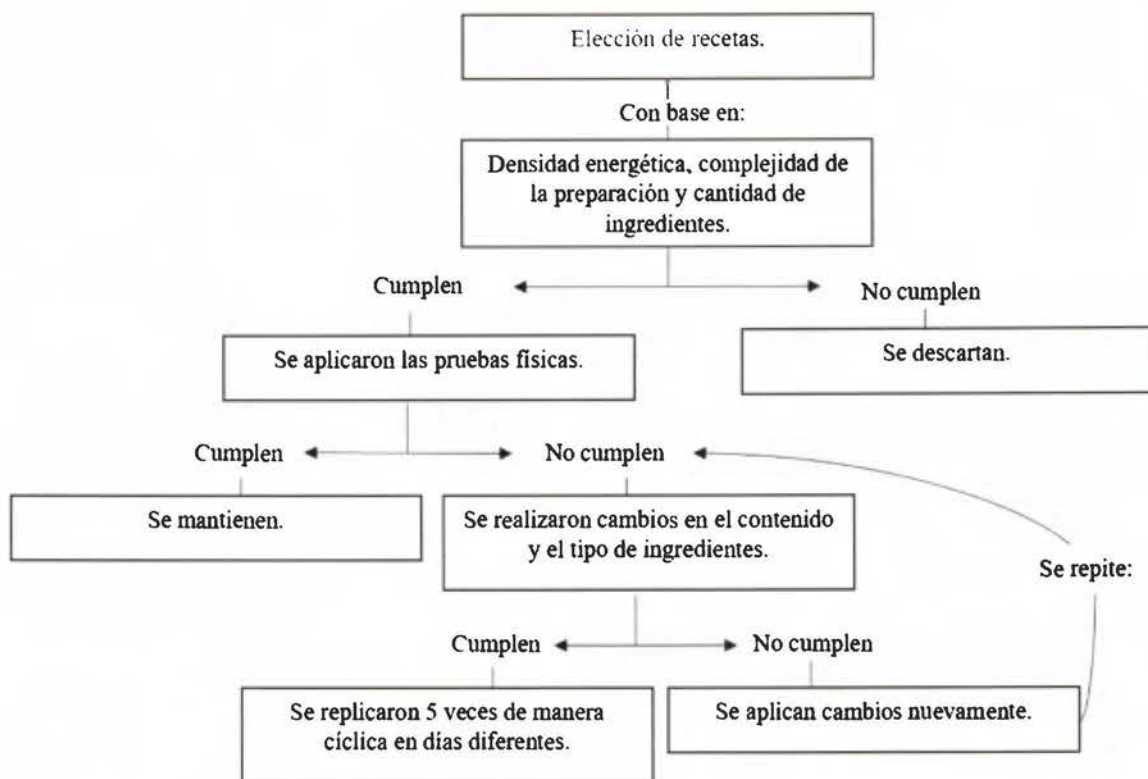 Elección de recetas.
Con base en:
Densidad energética, complejidad de
la preparación y cantidad de
ingredientes.
Cumplen
No cumplen
Se aplicaron las pruebas físicas.
Se descartan.
Cumplen
No cumplen
Se mantienen.
Se realizaron cambios en el contenido
y el tipo de ingredientes.
Se repite:
Cumplen
No cumplen
Se replicaron 5 veces de manera
cíclica en días diferentes.
Se aplican cambios nuevamente.